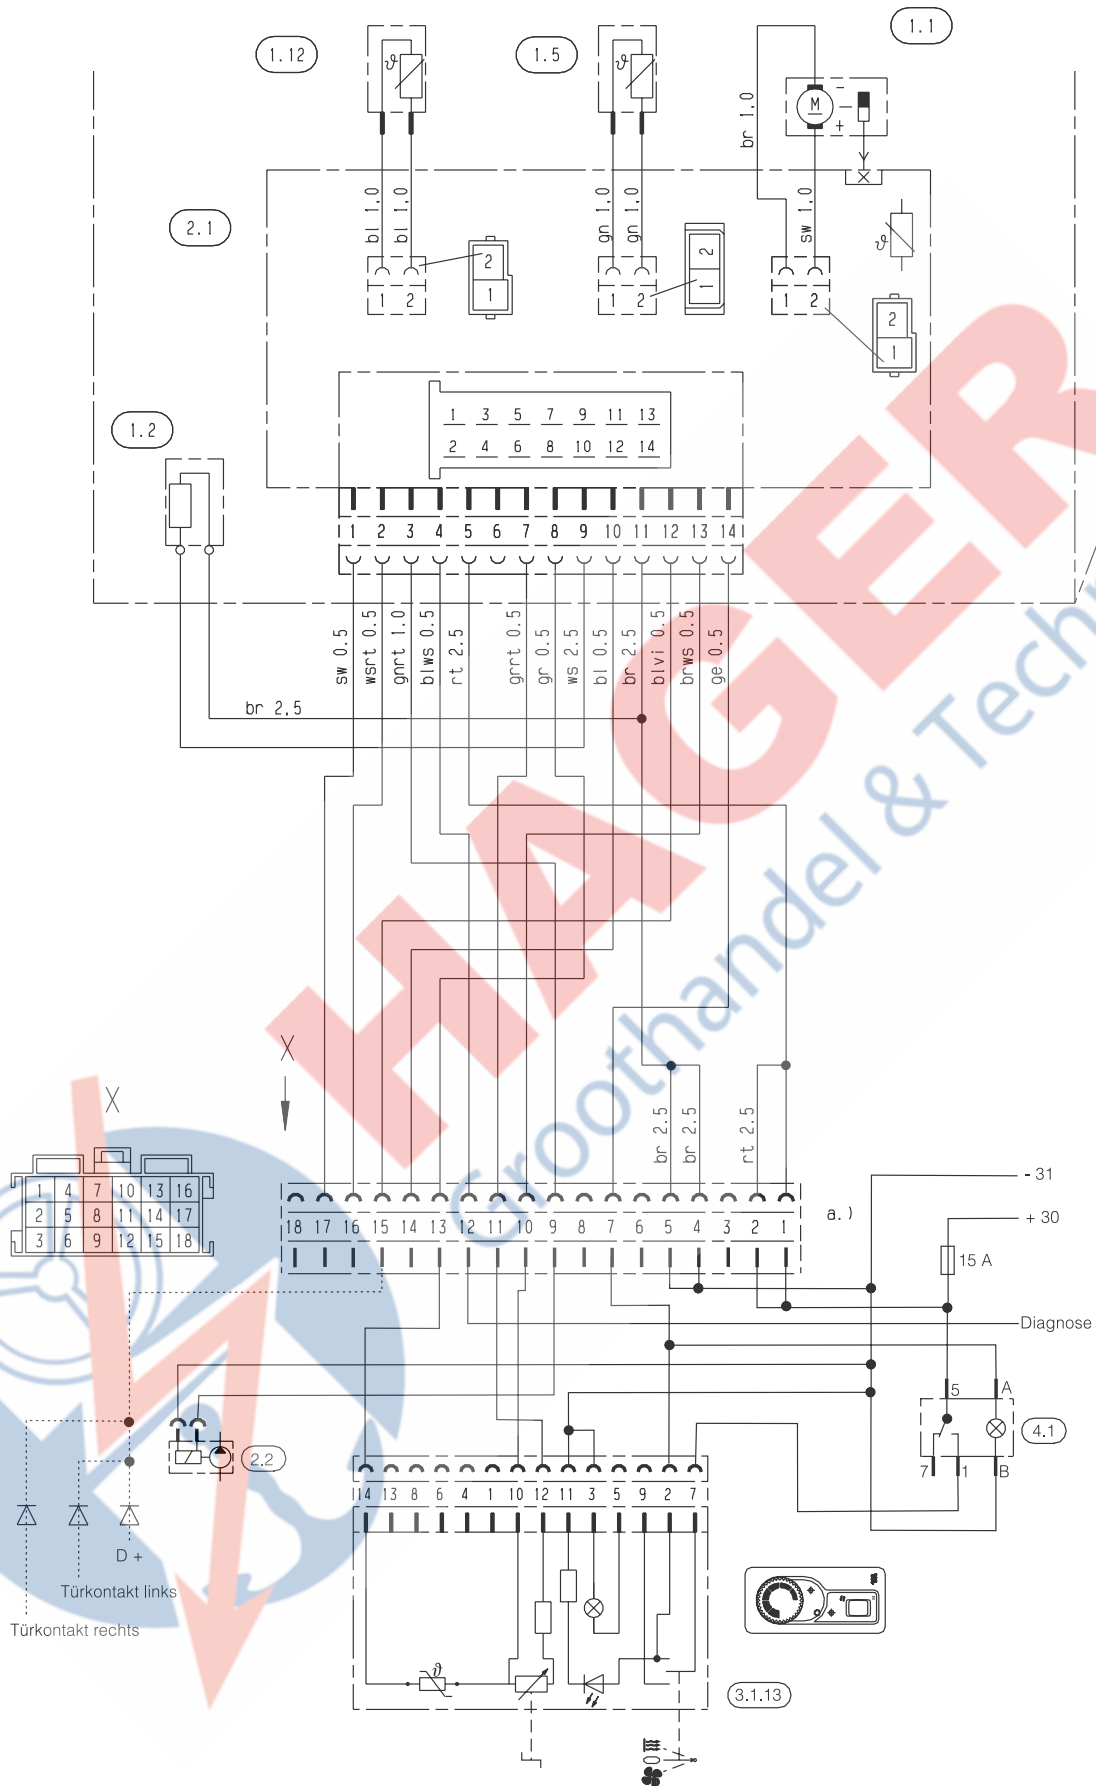 1.12
1.5
1.1
ϑ
ϑ
M
-
+
br 1,0
2.1
bl 1,0
bl 1,0
gn 1,0
gn 1,0
sw 1,0
ϑ
1 2
2
1
1 2
2
1
1 2
2
1
1.2
1 3 5 7 9 11 13
2 4 6 8 10 12 14
1 2 3 4 5 6 7 8 9 10 11 12 13 14
sw 0.5
wsrt 0.5
gnrt 1.0
blws 0.5
rt 2.5
grrt 0.5
gr 0.5
ws 2.5
bl 0.5
br 2.5
blvi 0.5
brws 0.5
ge 0.5
br 2,5
HAGER
Groothandel & Techn
X
X
br 2.5
br 2.5
rt 2.5
1 4 7 10 13 16
2 5 8 11 14 17
3 6 9 12 15 18
18 17 16 15 14 13 12 11 10 9 8 7 6 5 4 3 2 1
a.)
- 31
+ 30
15 A
Diagnose
5 A
4.1
7 1 B
2.2
14 13 8 6 4 1 10 12 11 3 5 9 2 7
D +
Türkontakt links
Türkontakt rechts
ϑ
3.1.13